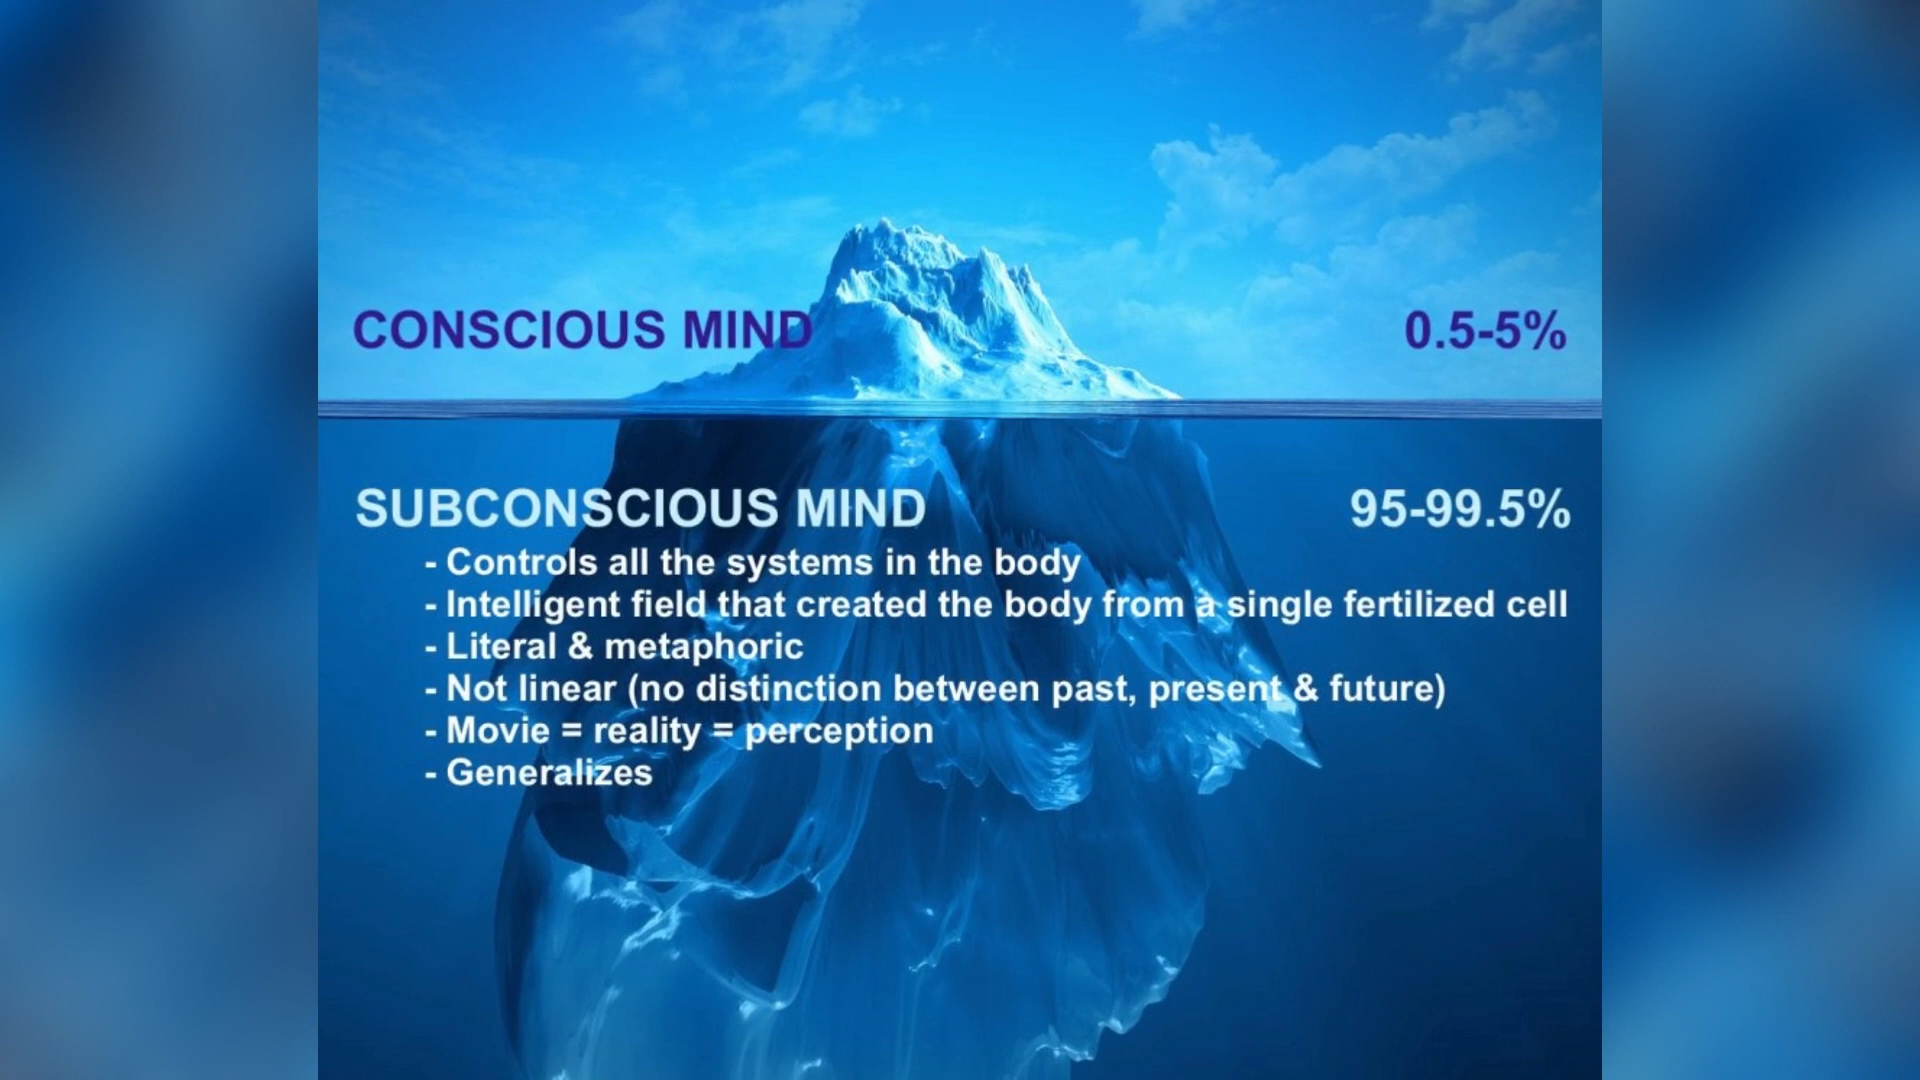 CONSCIOUS MIND 0.5-5%
SUBCONSCIOUS MIND 95-99.5%
- Controls all the systems in the body
- Intelligent field that created the body from a single fertilized cell
- Literal & metaphoric
- Not linear (no distinction between past, present & future)
- Movie = reality = perception
- Generalizes